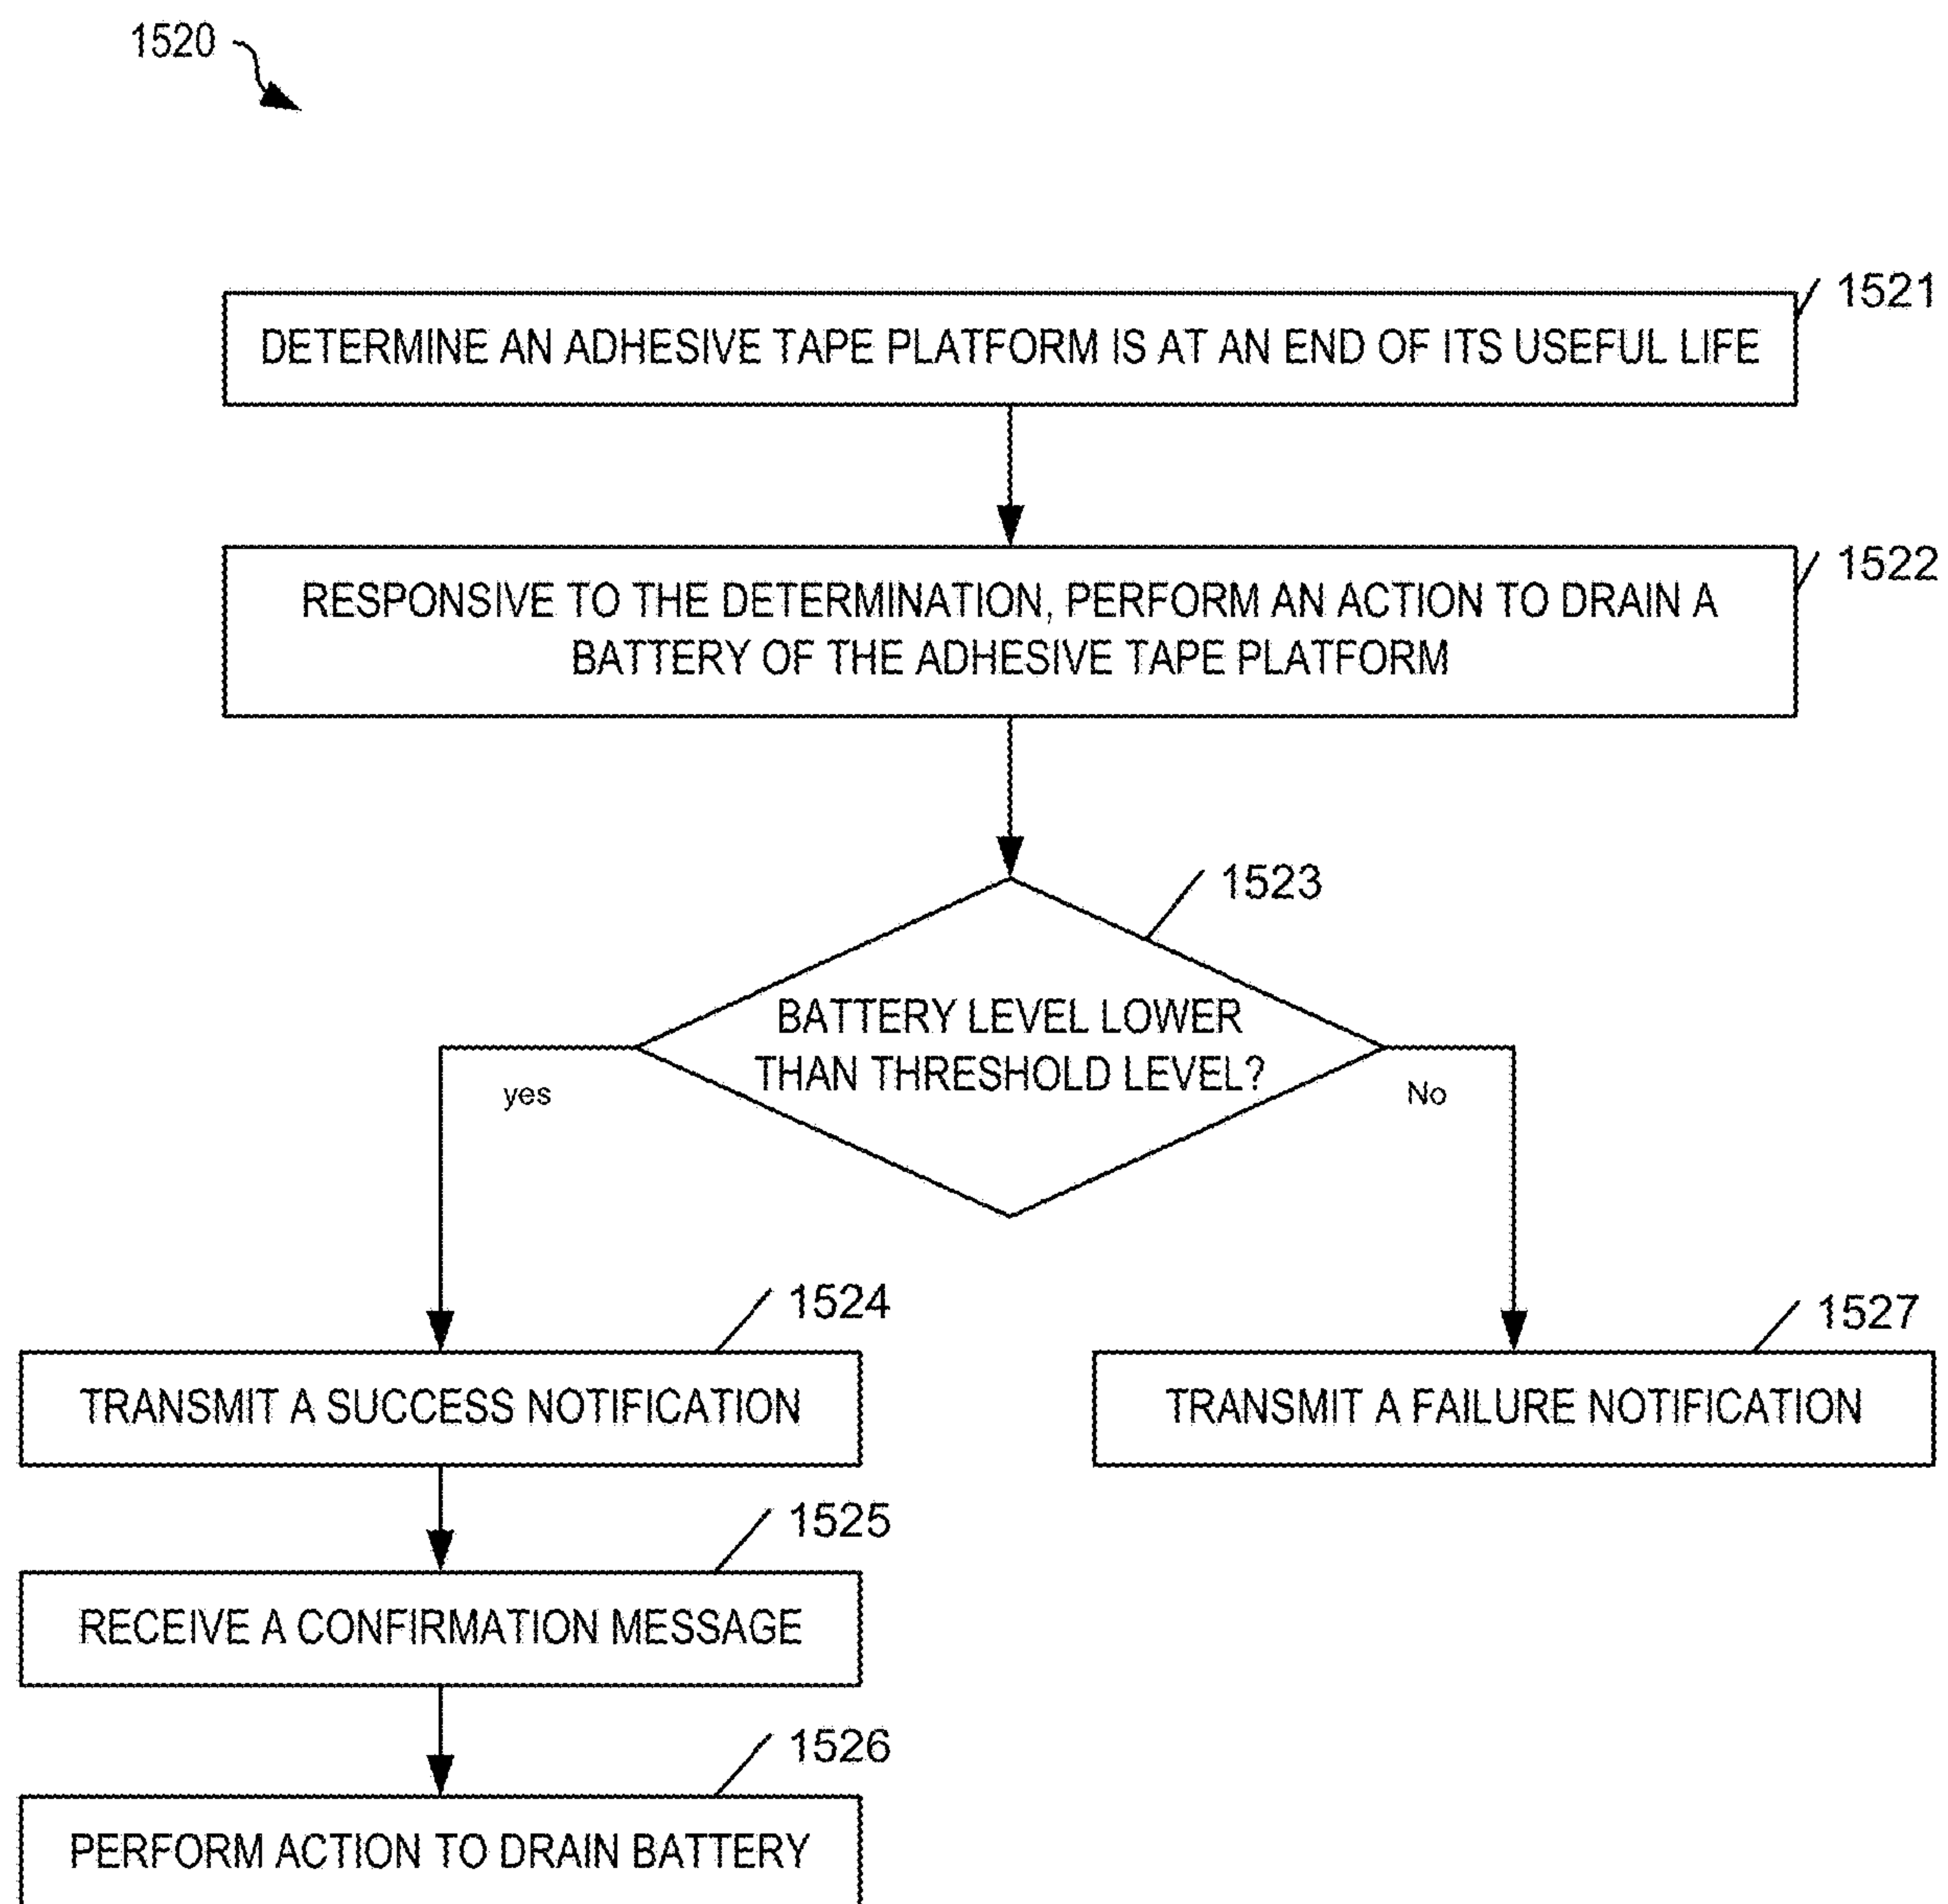 1520
1521
DETERMINE AN ADHESIVE TAPE PLATFORM IS AT AN END OF ITS USEFUL LIFE
1522
RESPONSIVE TO THE DETERMINATION, PERFORM AN ACTION TO DRAIN A
BATTERY OF THE ADHESIVE TAPE PLATFORM
1523
BATTERY LEVEL LOWER
THAN THRESHOLD LEVEL?
yes
No
1524
TRANSMIT A SUCCESS NOTIFICATION
1527
TRANSMIT A FAILURE NOTIFICATION
1525
RECEIVE A CONFIRMATION MESSAGE
1526
PERFORM ACTION TO DRAIN BATTERY